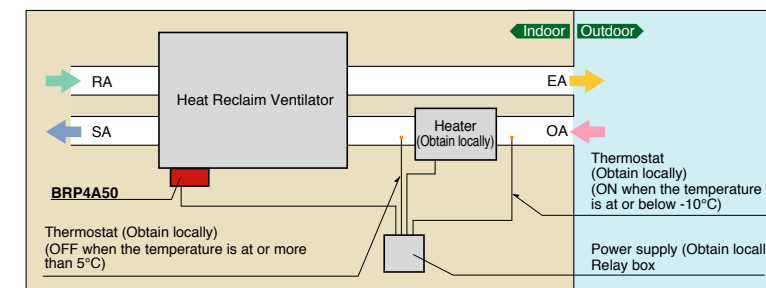 Indoor Outdoor
RA
EA
Heat Reclaim Ventilator
SA
Heater
(Obtain locally)
OA
BRP4A50
Thermostat
(Obtain locally)
(ON when the temperature
is at or below -10°C)
Thermostat (Obtain locally)
(OFF when the temperature is at or more
than 5°C)
Power supply (Obtain locall
Relay box